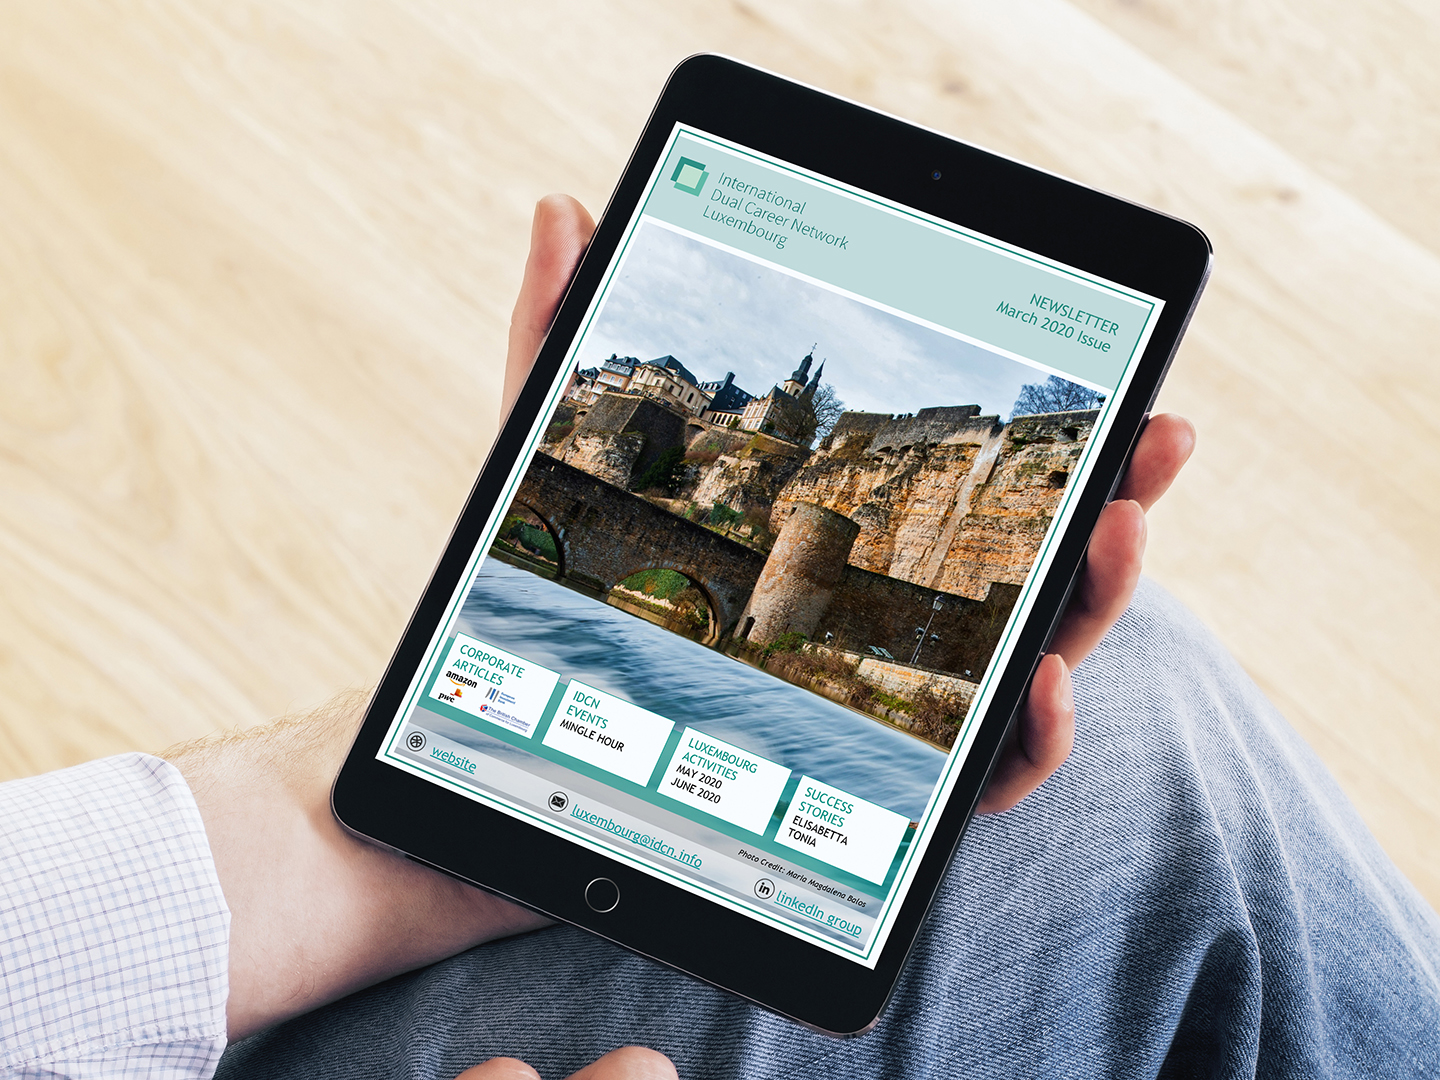 International
Dual Career Network
Luxembourg
NEWSLETTER
March 2020 Issue
CORPORATE
ARTICLES
amazon
pwc
The British Chamber
IDCN
EVENTS
MINGLE HOUR
LUXEMBOURG
ACTIVITIES
MAY 2020
JUNE 2020
SUCCESS
STORIES
ELISABETTA
TONIA
website
luxembourg@idcn.info
Photo Credit: Maria Magdalena Balos
in
linkedIn group